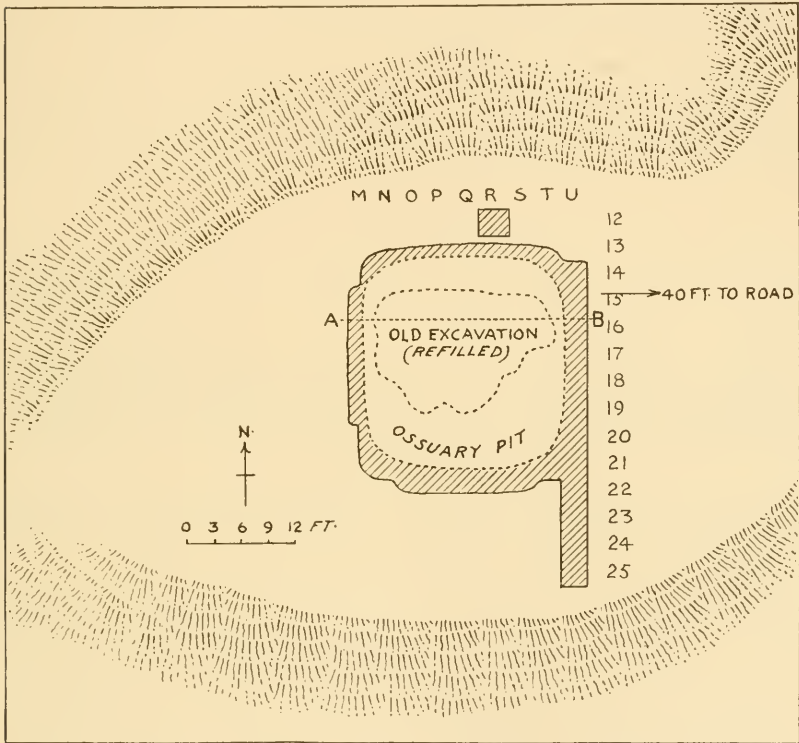 M N O P Q R S T U
12
13
14
15 40 FT. TO ROAD
A B
16
OLD EXCAVATION
(REFILLED)
17
18
19
OSSUARY PIT
20
21
22
N.
0 3 6 9 12 FT.
23
24
25